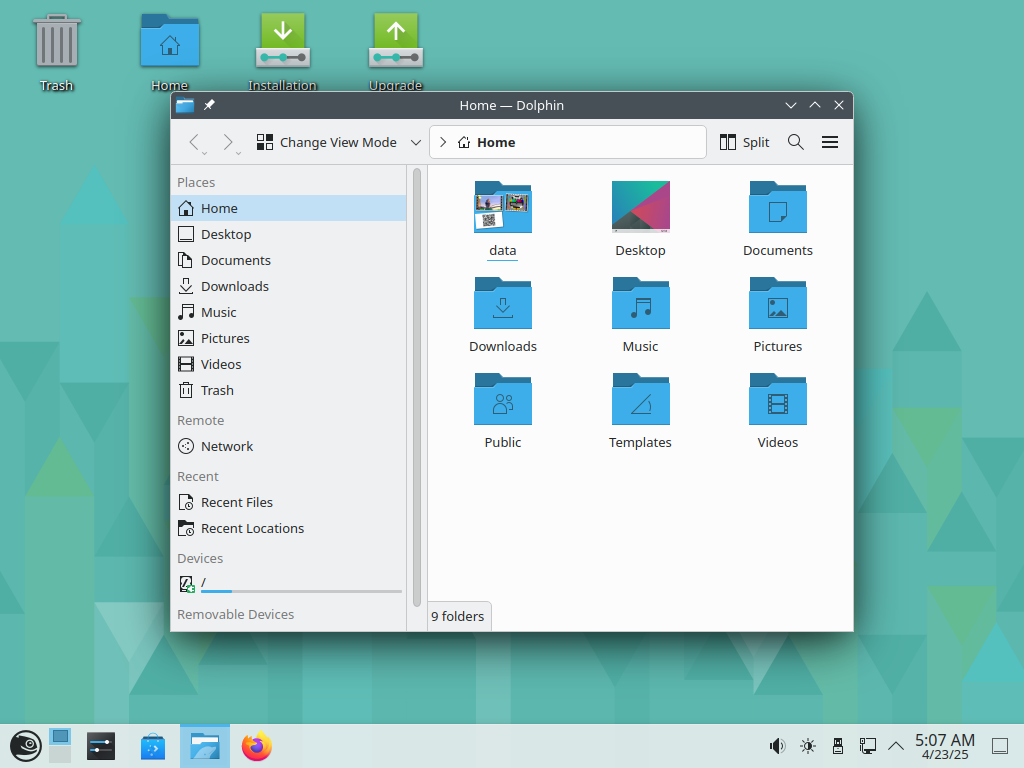 Trash
Home
Installation
Upgrade
Home — Dolphin
Change View Mode
Home
Split
Places
Home
Desktop
Documents
Downloads
Music
Pictures
Videos
Trash
Remote
Network
Recent
Recent Files
Recent Locations
Devices
/
Removable Devices
data
Desktop
Documents
Downloads
Music
Pictures
Public
Templates
Videos
9 folders
5:07 AM
4/23/25